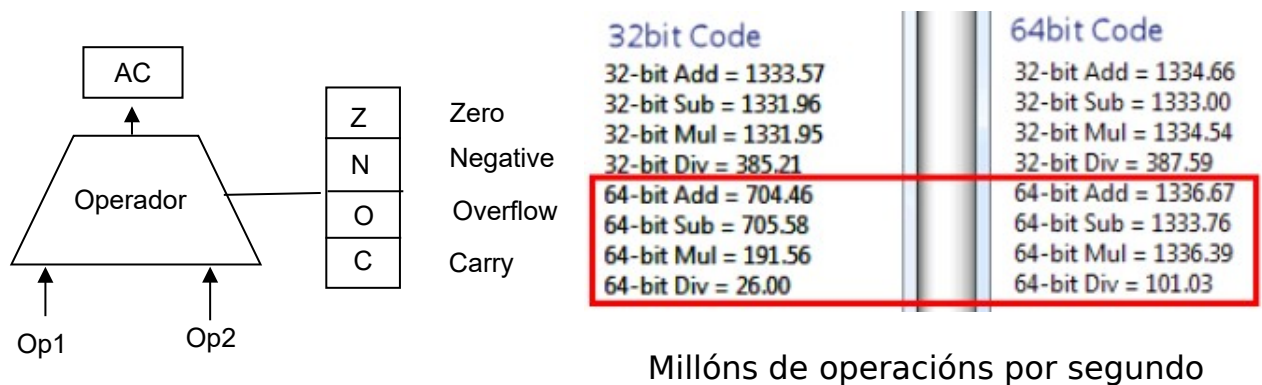 AC
Operador
Op1
Op2
Z
N
O
C
Zero
Negative
Overflow
Carry
32bit Code
32-bit Add = 1333.57
32-bit Sub = 1331.96
32-bit Mul = 1331.95
32-bit Div = 385.21
64-bit Add = 704.46
64-bit Sub = 705.58
64-bit Mul = 191.56
64-bit Div = 26.00
64bit Code
32-bit Add = 1334.66
32-bit Sub = 1333.00
32-bit Mul = 1334.54
32-bit Div = 387.59
64-bit Add = 1336.67
64-bit Sub = 1333.76
64-bit Mul = 1336.39
64-bit Div = 101.03
Millóns de operacións por segundo